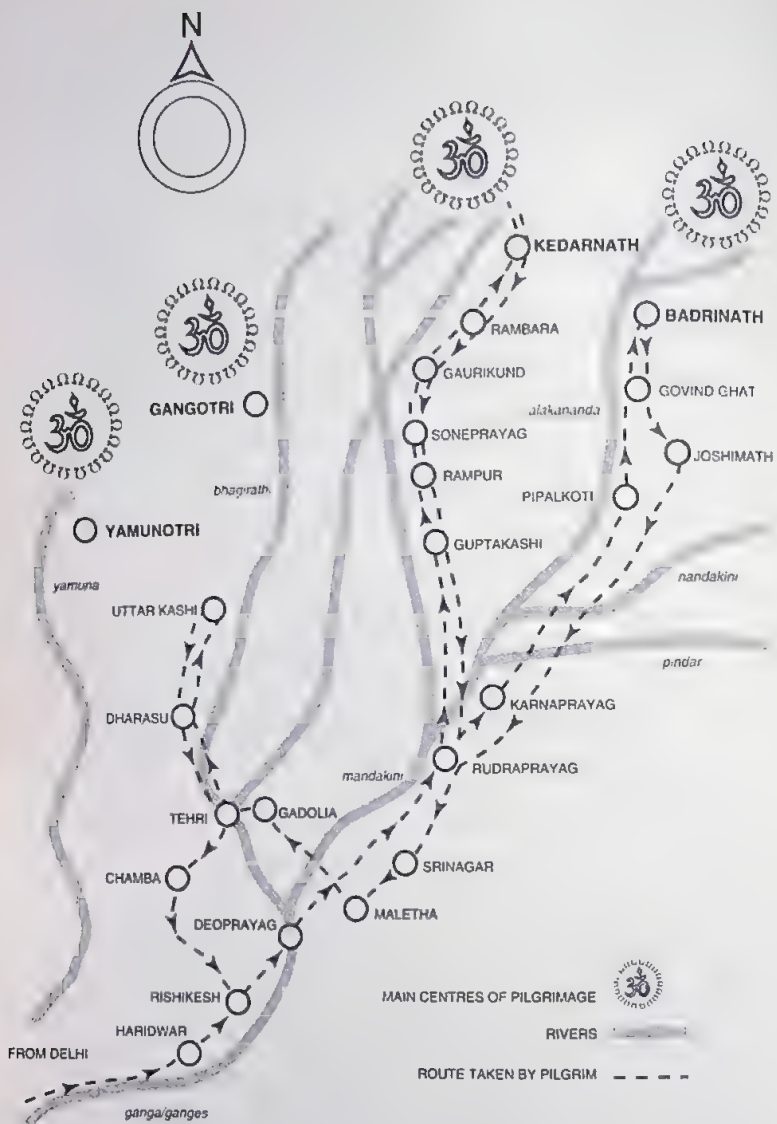 N
KEDARNATH
BADRINATH
RAMBARA
GAURIKUND
GOVIND GHAT
GANGOTRI
alakananda
SONEPRAYAG
JOSHIMATH
RAMPUR
bhagirath.
PIPALKOTI
YAMUNOTRI
GUPTAKASHI
yamuna
nandakini
UTTAR KASHI
pindar
KARNAPRAYAG
DHARASU
RUDRAPRAYAG
mandakini
TEHRI
GADOLIA
SRINAGAR
CHAMBA
MALETHA
DEOPRAYAG
RISHIKESH
MAIN CENTRES OF PILGRIMAGE
HARIDWAR
RIVERS
FROM DELHI
ROUTE TAKEN BY PILGRIM
ganga/ganges